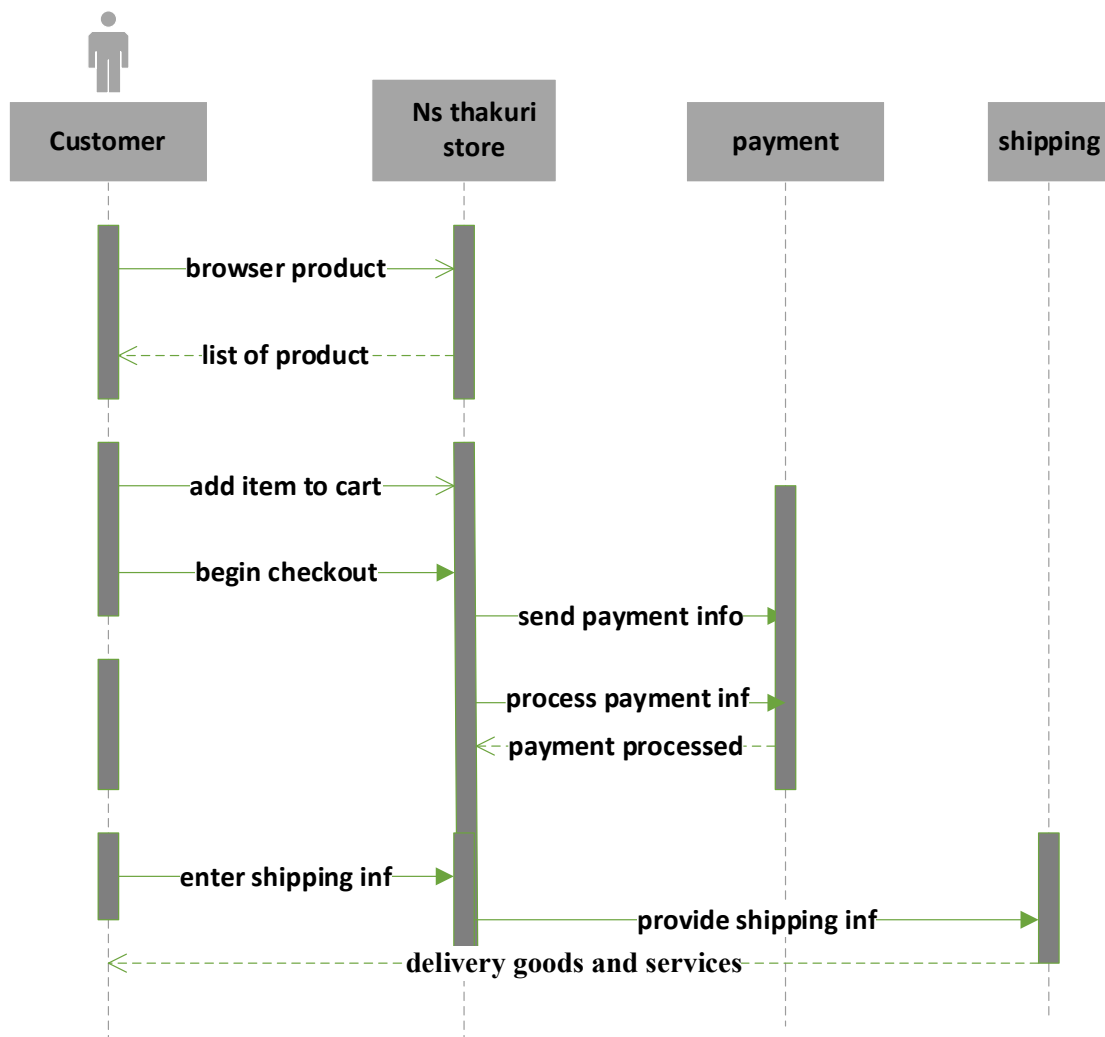 Customer
Ns thakuri
store
payment
shipping
browser product
list of product
add item to cart
begin checkout
send payment info
process payment inf
payment processed
enter shipping inf
provide shipping inf
delivery goods and services